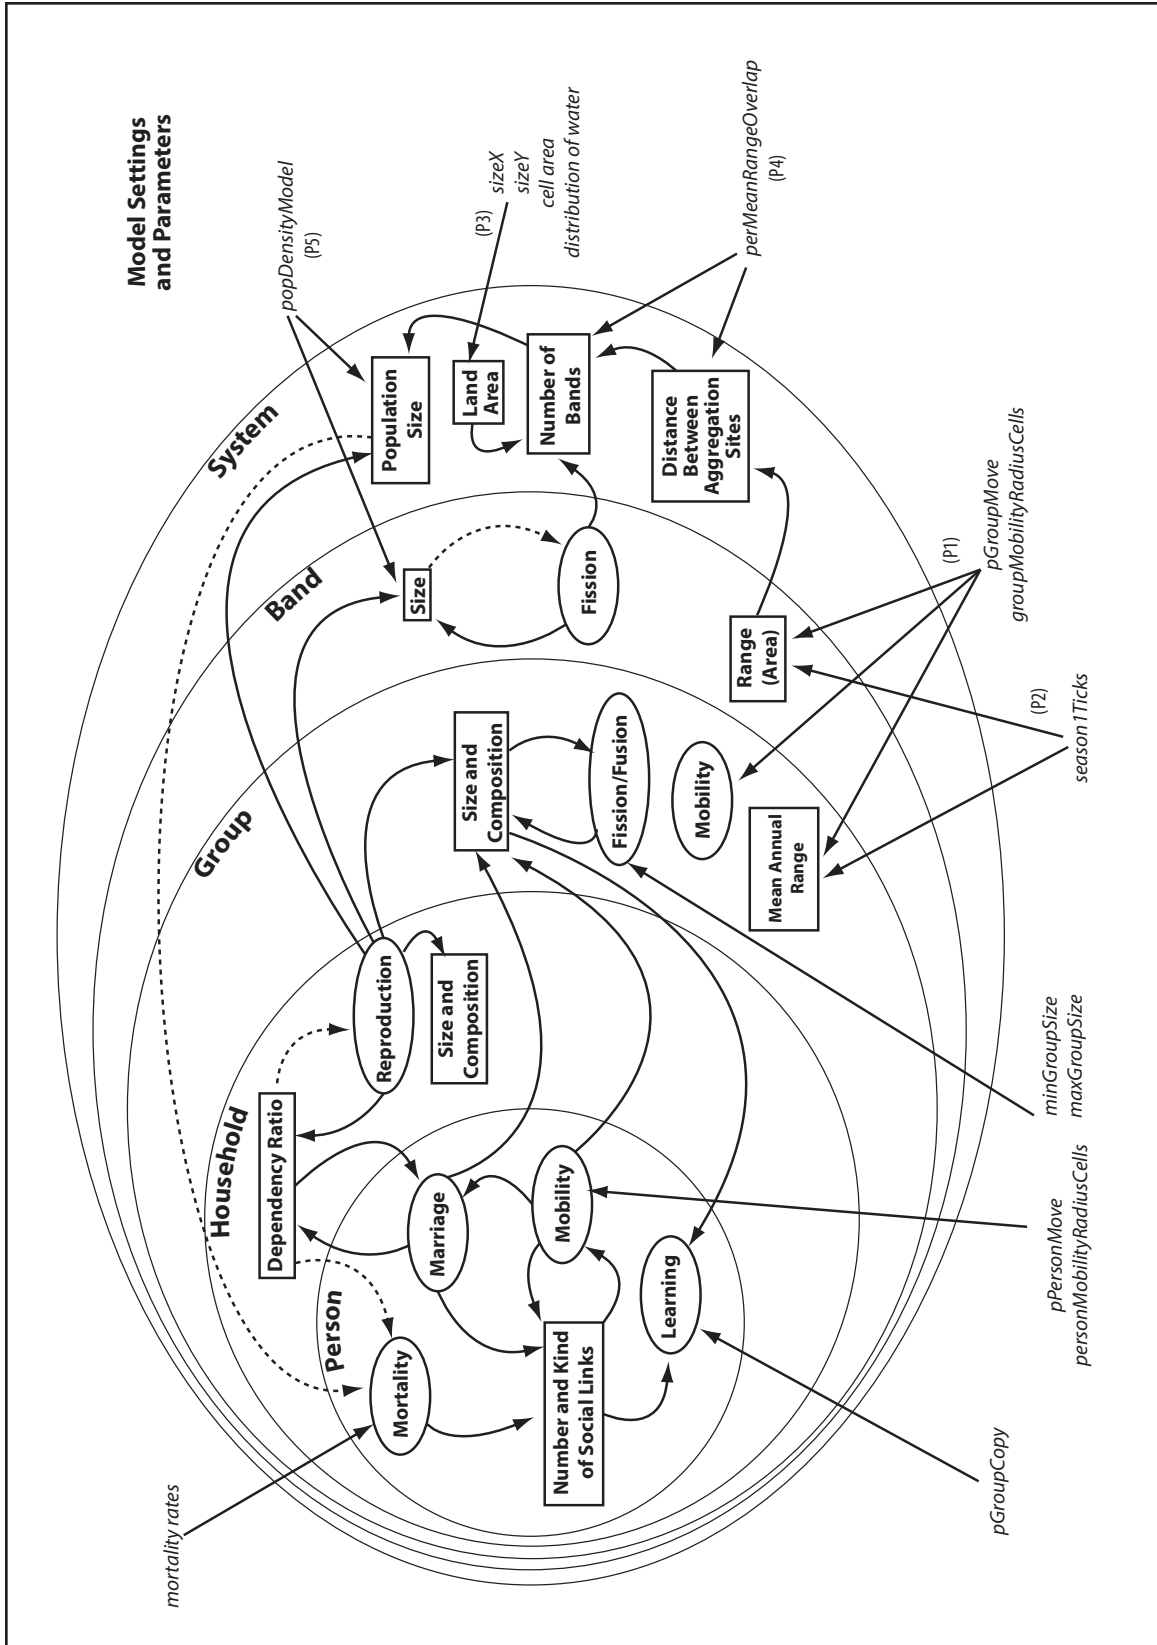 Model Settings
and Parameters
mortality rates
popDensityModel
(P5)
(P3)
sizeX
sizeY
cell area
distribution of water
perMeanRangeOverlap
(P4)
System
Population
Size
Land
Area
Number of
Bands
Distance
Between
Aggregation
Sites
Band
Size
Fission
Range
(Area)
Group
Size and
Composition
Fission/Fusion
Mobility
Mean Annual
Range
Household
Dependency Ratio
Reproduction
Size and
Composition
Person
Mortality
Marriage
Mobility
Number and Kind
of Social Links
Learning
pGroupCopy
pPersonMove
personMobilityRadiusCells
minGroupSize
maxGroupSize
(P2)
season1Ticks
(P1)
pGroupMove
groupMobilityRadiusCells